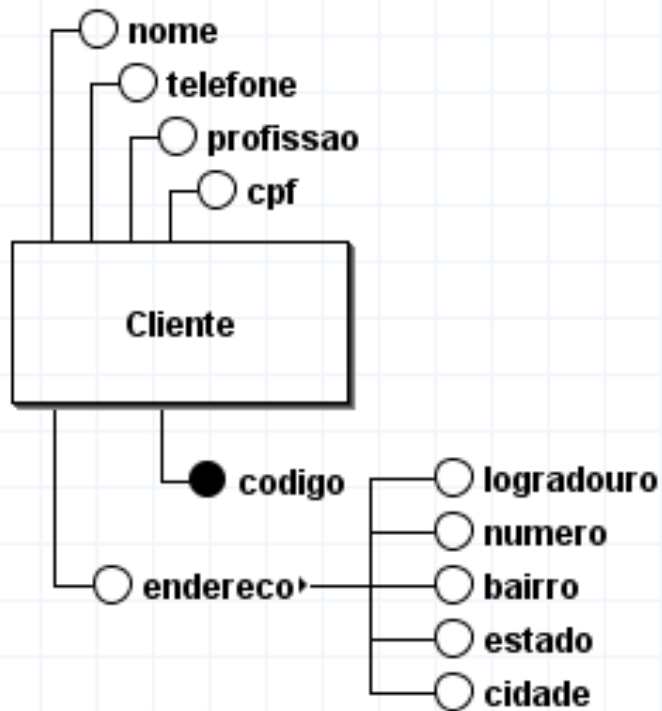 nome
telefone
profissao
cpf
Cliente
codigo
endereco
logradouro
numero
bairro
estado
cidade